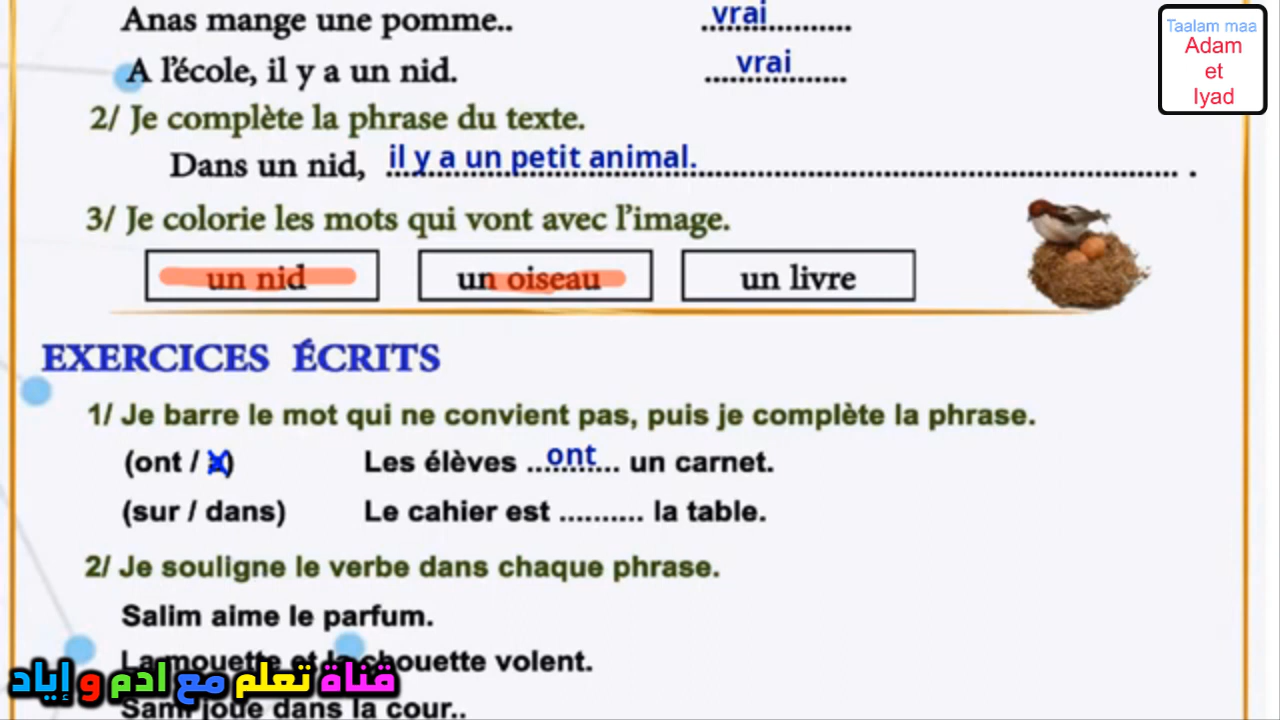 Anas mange une pomme.. vrai
A l'école, il y a un nid. vrai
Taalam maa
Adam
et
Iyad
2/ Je complète la phrase du texte.
Dans un nid, il y a un petit animal. .
3/ Je colorie les mots qui vont avec l'image.
un nid un oiseau un livre
EXERCICES ÉCRITS
1/ Je barre le mot qui ne convient pas, puis je complète la phrase.
(ont / ) Les élèves ...ont... un carnet.
(sur / dans) Le cahier est .......... la table.
2/ Je souligne le verbe dans chaque phrase.
Salim aime le parfum.
La mouette et la chouette volent.
قناة تعلم مع ادم و إياد
Sami joue dans la cour..